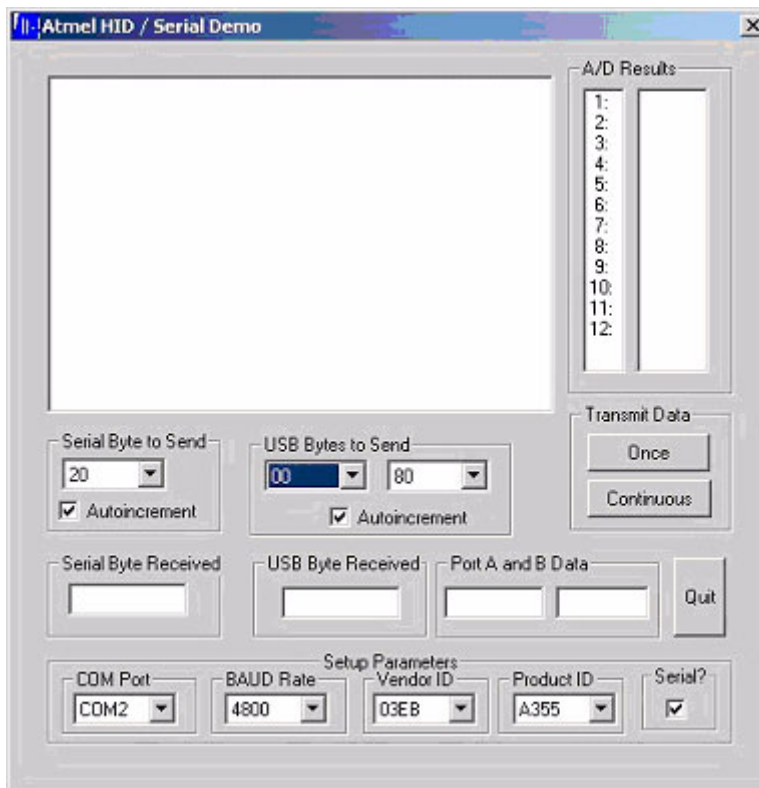 Atmel HID / Serial Demo
A/D Results
1:
2:
3:
4:
5:
6:
7:
8:
9:
10:
11:
12:
Serial Byte to Send
20
Autoincrement
USB Bytes to Send
00 80
Autoincrement
Transmit Data
Once
Continuous
Serial Byte Received
USB Byte Received
Port A and B Data
Quit
Setup Parameters
COM Port BAUD Rate Vendor ID Product ID Serial?
COM2 4800 03EB A355